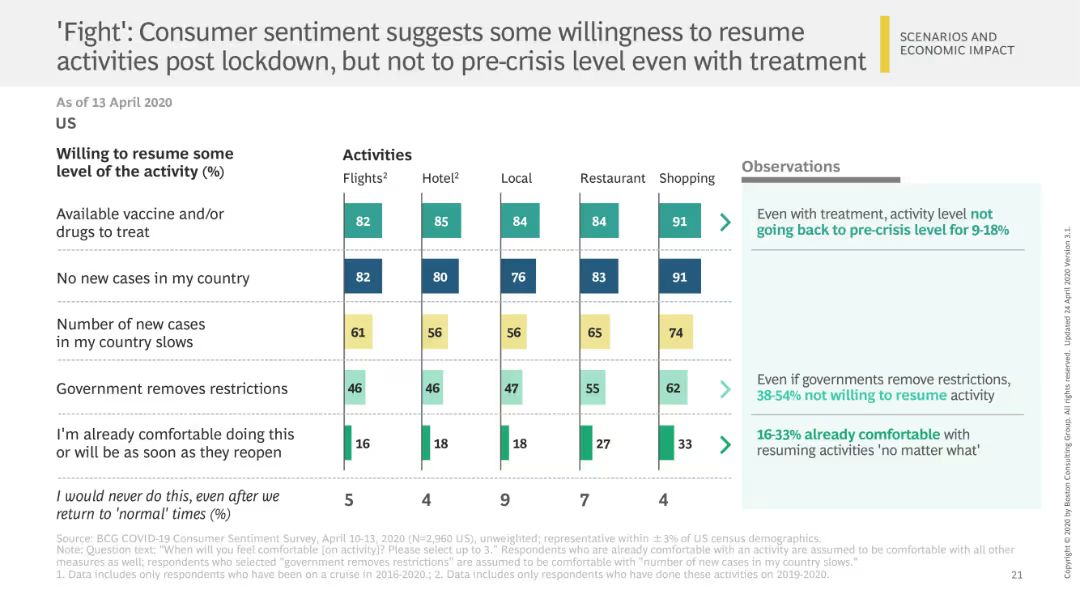 'Fight': Consumer sentiment suggests some willingness to resume
activities post lockdown, but not to pre-crisis level even with treatment
SCENARIOS AND
ECONOMIC IMPACT
As of 13 April 2020
US
Willing to resume some
level of the activity (%)
Activities
Flights² Hotel² Local Restaurant Shopping
Observations
Available vaccine and/or
drugs to treat
82 85 84 84 91
Even with treatment, activity level not
going back to pre-crisis level for 9-18%
No new cases in my country
82 80 76 83 91
Number of new cases
in my country slows
61 56 56 65 74
Government removes restrictions
46 46 47 55 62
Even if governments remove restrictions,
38-54% not willing to resume activity
I'm already comfortable doing this
or will be as soon as they reopen
16 18 18 27 33
16-33% already comfortable with
resuming activities 'no matter what'
I would never do this, even after we
return to 'normal' times (%)
5 4 9 7 4
Source: BCG COVID-19 Consumer Sentiment Survey, April 10-13, 2020 (N=2,960 US), unweighted; representative within ±3% of US census demographics.
Note: Question text: "When will you feel comfortable [on activity]? Please select up to 3." Respondents who are already comfortable with an activity are assumed to be comfortable with all other
measures as well; respondents who selected "government removes restrictions" are assumed to be comfortable with "number of new cases in my country slows."
1. Data includes only respondents who have been on a cruise in 2016-2020.; 2. Data includes only respondents who have done these activities on 2019-2020.
21
Copyright © 2020 by Boston Consulting Group. All rights reserved. Updated 24 April 2020 Version 3.1.